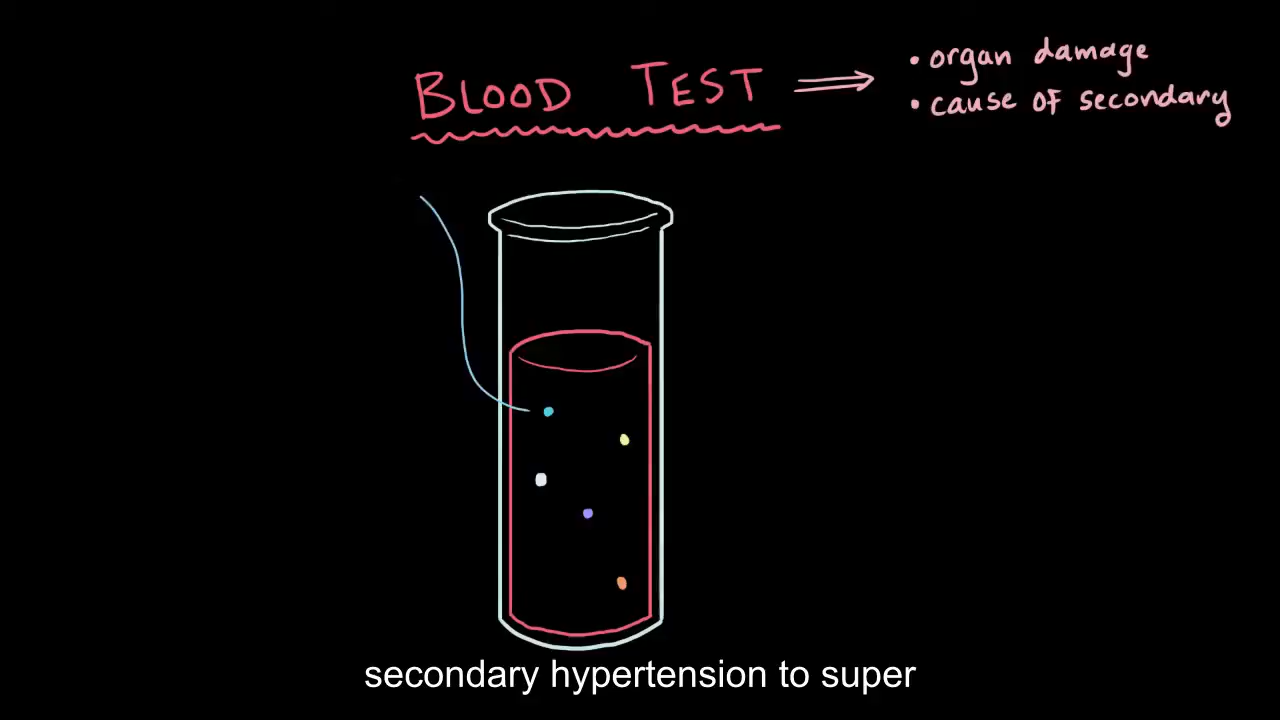 BLOOD TEST
• organ damage
• cause of secondary
secondary hypertension to super